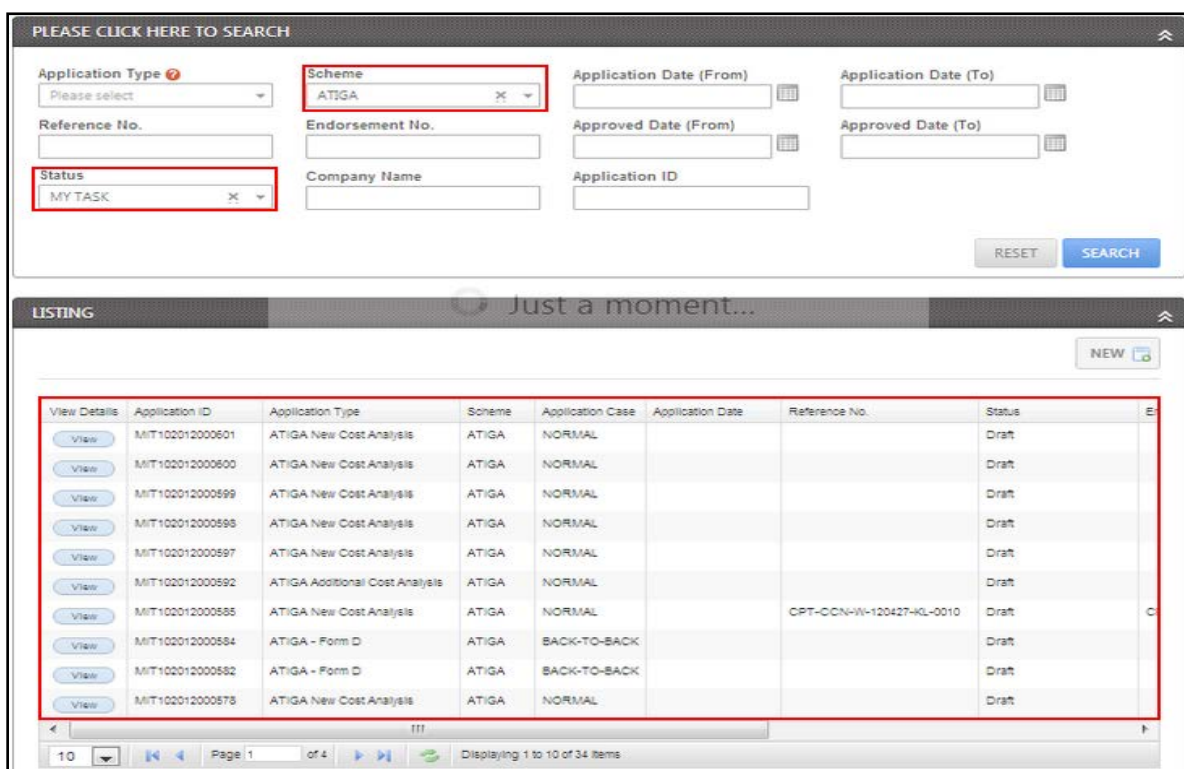 PLEASE CLICK HERE TO SEARCH
Application Type Scheme Application Date (From) Application Date (To)
Please select ATIGA
Reference No. Endorsement No. Approved Date (From) Approved Date (To)
Status Company Name Application ID
MY TASK
RESET SEARCH
LISTING Just a moment...
NEW
View Details Application ID Application Type Scheme Application Case Application Date Reference No. Status
View MIT102012000601 ATIGA New Cost Analysis ATIGA NORMAL Draft
View MIT102012000600 ATIGA New Cost Analysis ATIGA NORMAL Draft
View MIT102012000599 ATIGA New Cost Analysis ATIGA NORMAL Draft
View MIT102012000598 ATIGA New Cost Analysis ATIGA NORMAL Draft
View MIT102012000597 ATIGA New Cost Analysis ATIGA NORMAL Draft
View MIT102012000592 ATIGA Additional Cost Analysis ATIGA NORMAL Draft
View MIT102012000585 ATIGA New Cost Analysis ATIGA NORMAL CPT-CCN-W-120427-KL-0010 Draft
View MIT102012000584 ATIGA - Form D ATIGA BACK-TO-BACK Draft
View MIT102012000582 ATIGA - Form D ATIGA BACK-TO-BACK Draft
View MIT102012000578 ATIGA New Cost Analysis ATIGA NORMAL Draft
10 Page 1 of 4 Displaying 1 to 10 of 34 items